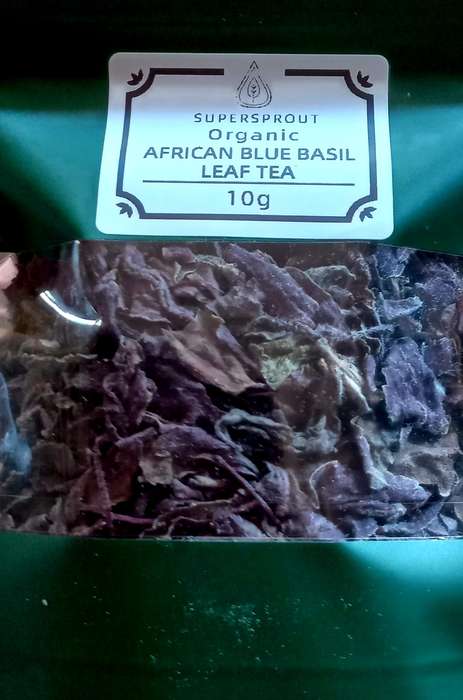 SUPERSPROUT
Organic
AFRICAN BLUE BASIL
LEAF TEA
10g